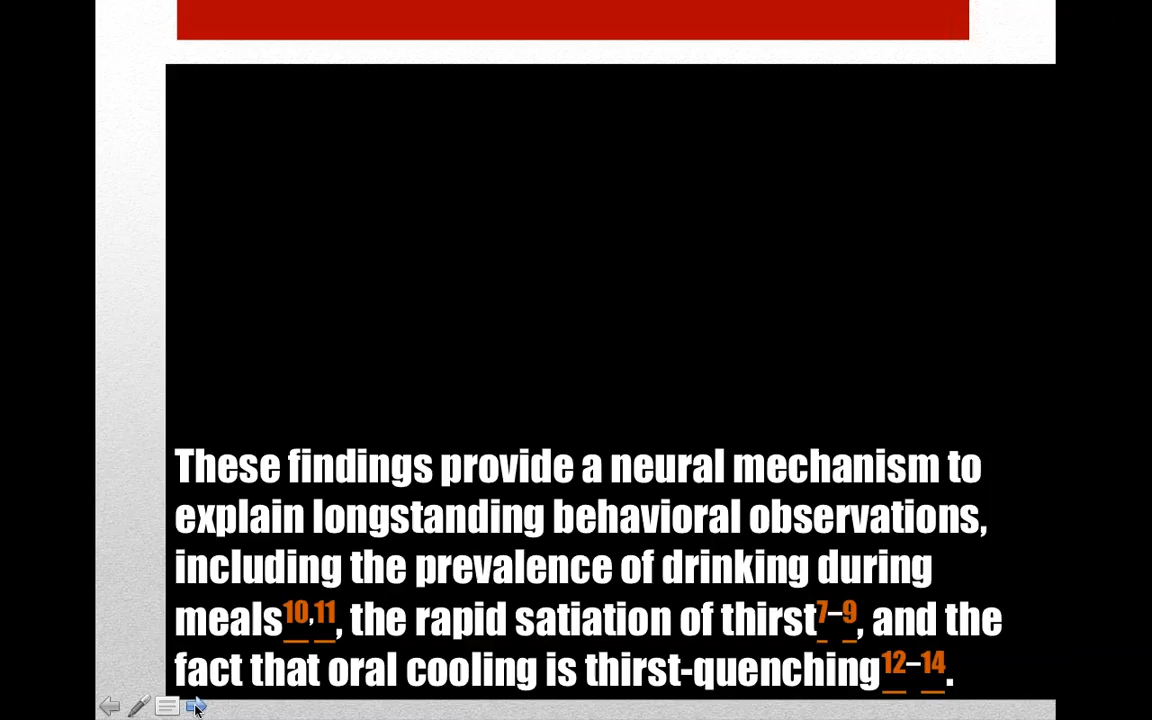 These findings provide a neural mechanism to
explain longstanding behavioral observations,
including the prevalence of drinking during
meals10,11, the rapid satiation of thirst7–9, and the
fact that oral cooling is thirst-quenching12–14.